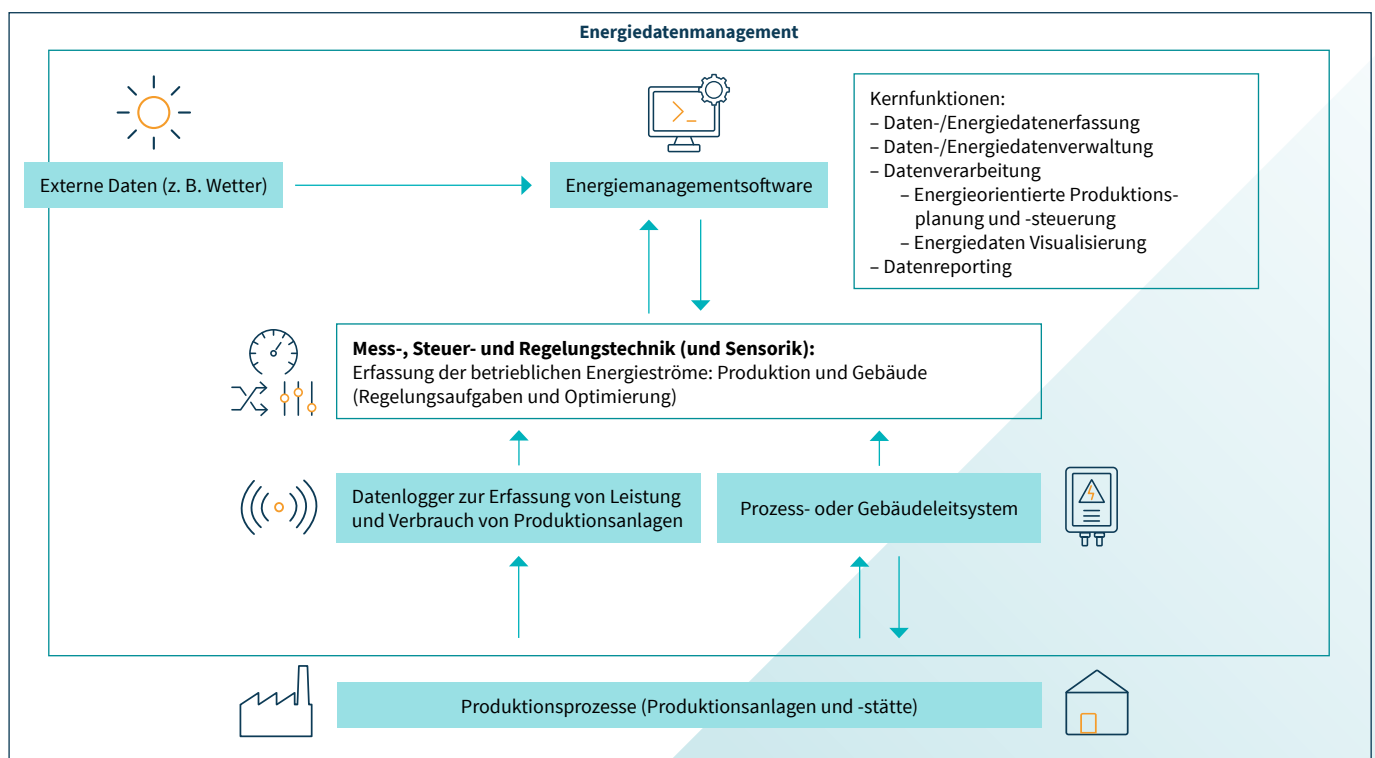 Energiedatenmanagement
Externe Daten (z. B. Wetter)
Energiemanagementsoftware
Kernfunktionen:
– Daten-/Energiedatenerfassung
– Daten-/Energiedatenverwaltung
– Datenverarbeitung
– Energieorientierte Produktions-
planung und -steuerung
– Energiedaten Visualisierung
– Datenreporting
Mess-, Steuer- und Regelungstechnik (und Sensorik):
Erfassung der betrieblichen Energieströme: Produktion und Gebäude
(Regelungsaufgaben und Optimierung)
Datenlogger zur Erfassung von Leistung
und Verbrauch von Produktionsanlagen
Prozess- oder Gebäudeleitsystem
Produktionsprozesse (Produktionsanlagen und -stätte)